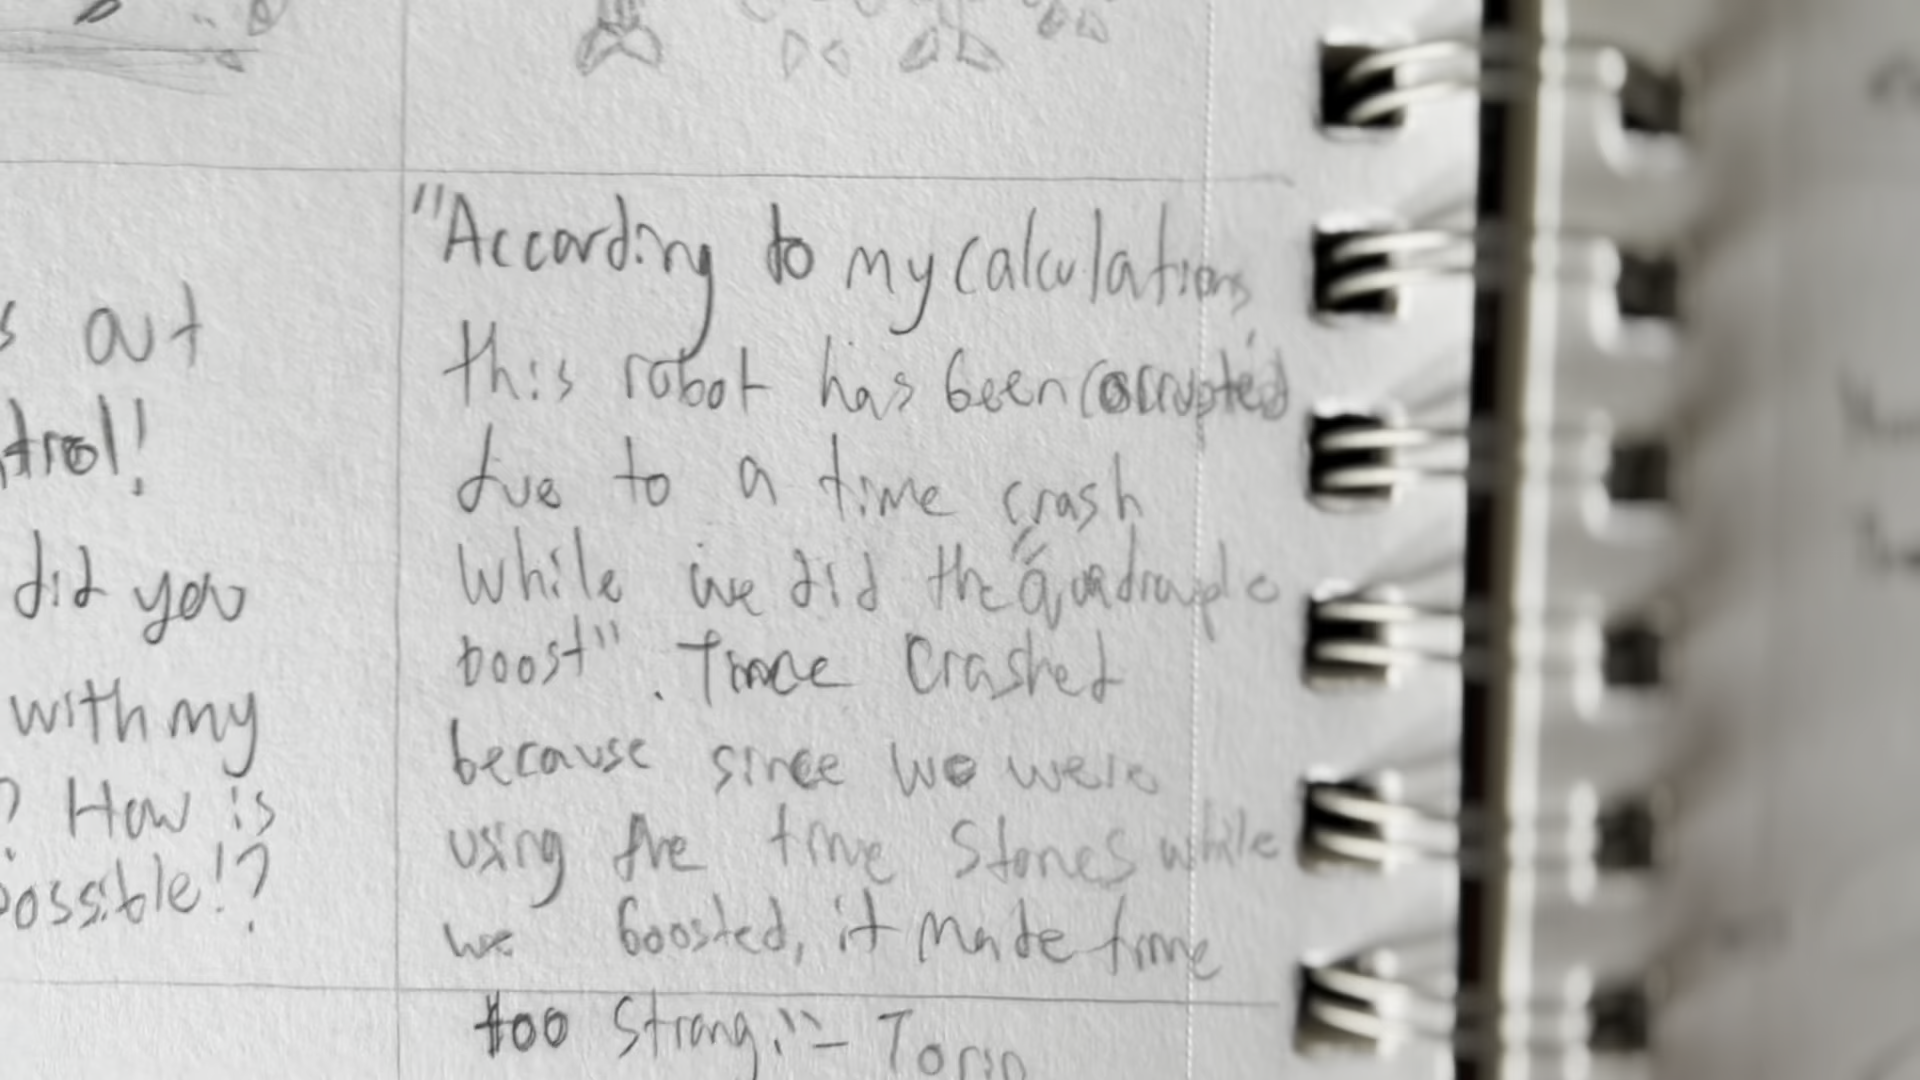 s out
trol!
did you
with my
? How is
possible!?
"According to my calculations,
this robot has been corrupted
due to a time crash
while we did the "quadruple
boost". Time crashed
because since we were
using the time stones while
we boosted, it made time
too strong."- Torin